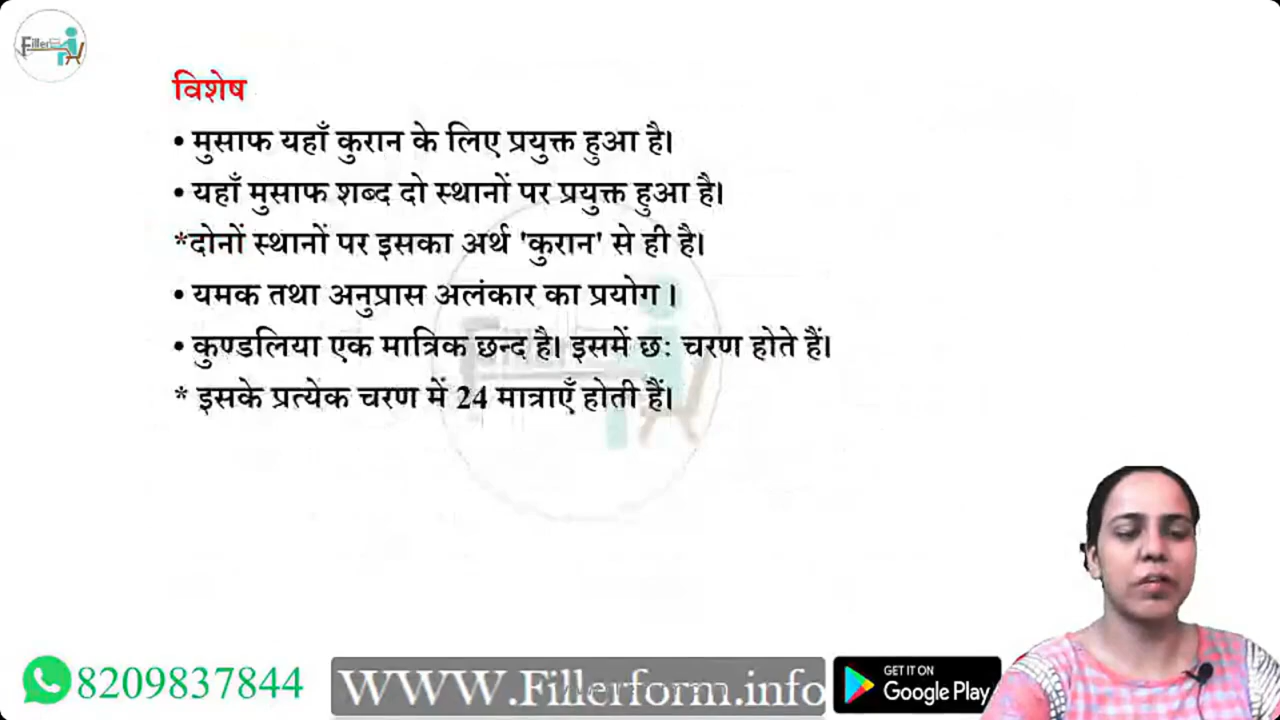 Fillerform
विशेष
• मुसाफ यहाँ कुरान के लिए प्रयुक्त हुआ है।
• यहाँ मुसाफ शब्द दो स्थानों पर प्रयुक्त हुआ है।
*दोनों स्थानों पर इसका अर्थ 'कुरान' से ही है।
• यमक तथा अनुप्रास अलंकार का प्रयोग ।
• कुण्डलिया एक मात्रिक छन्द है। इसमें छः चरण होते हैं।
* इसके प्रत्येक चरण में 24 मात्राएँ होती हैं।
8209837844
WWW.Fillerform.info
GET IT ON
Google Play